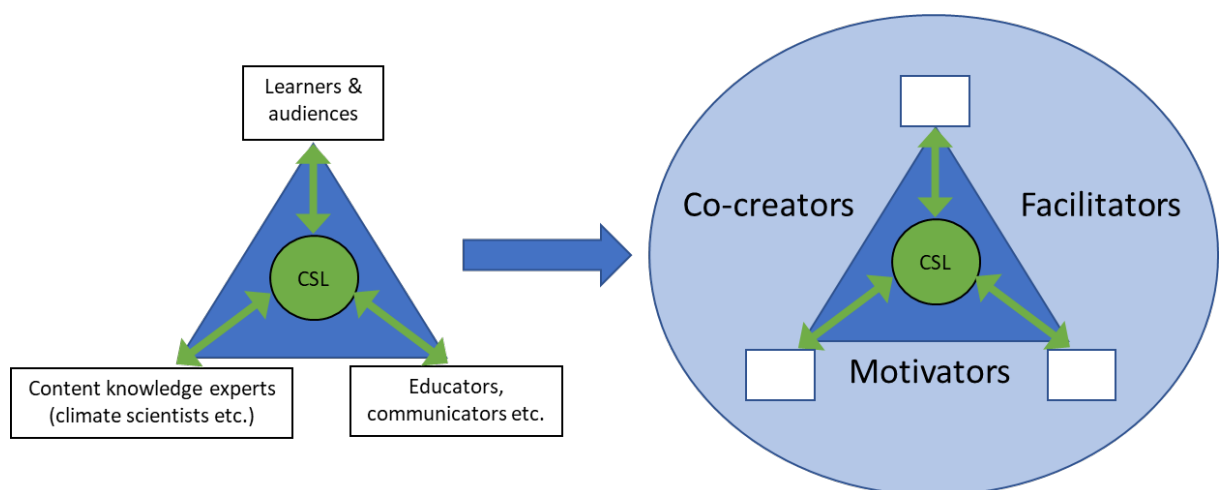 Learners &
audiences
CSL
Content knowledge experts
(climate scientists etc.)
Educators,
communicators etc.
Co-creators
Facilitators
CSL
Motivators